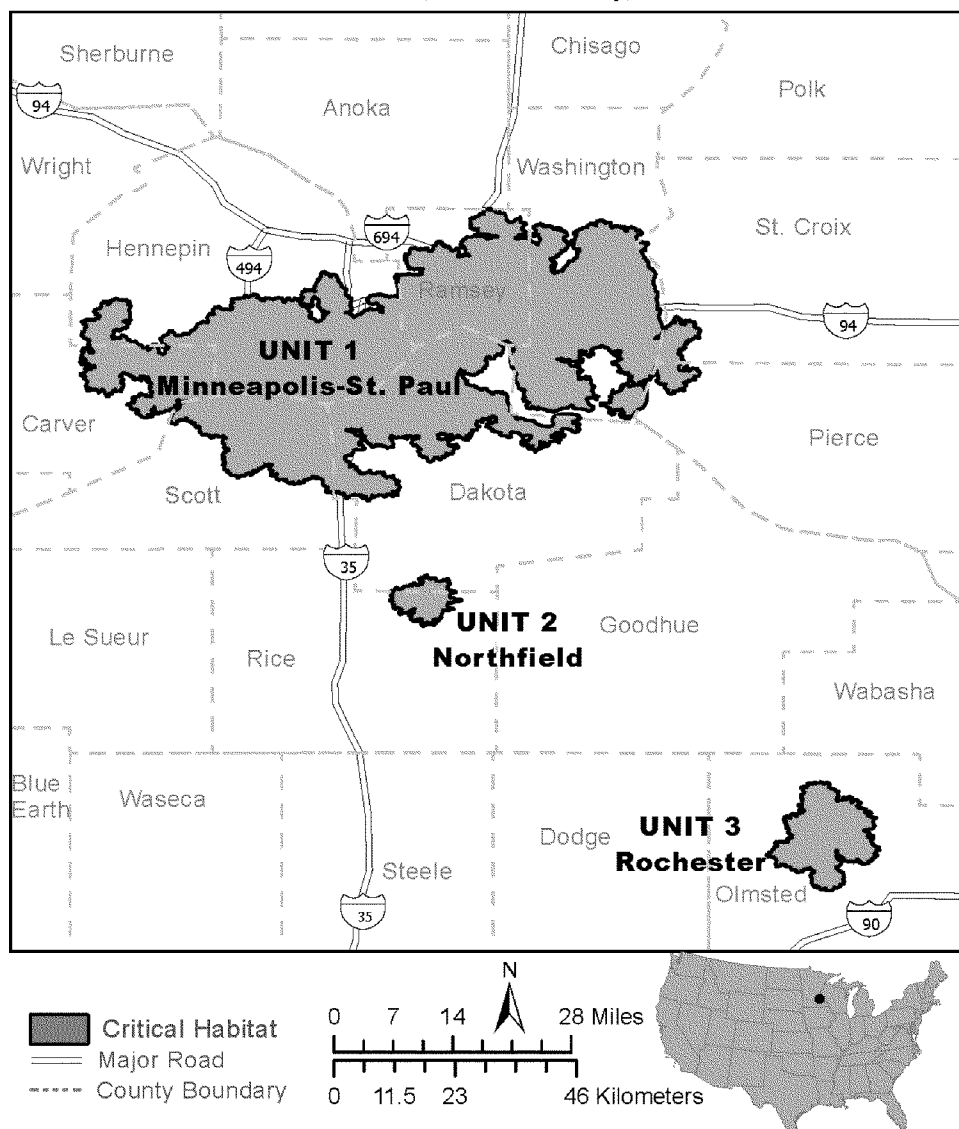 Sherburne
Chisago
94
Anoka
Polk
Wright
Washington
694
St. Croix
Hennepin
494
Ramsey
94
UNIT 1
Minneapolis-St. Paul
Carver
Pierce
Scott
Dakota
35
UNIT 2
Northfield
Goodhue
Le Sueur
Rice
Wabasha
Blue
Earth
Waseca
UNIT 3
Rochester
Dodge
Steele
Olmsted
35
90
N
Critical Habitat
Major Road
County Boundary
0 7 14 28 Miles
0 11.5 23 46 Kilometers